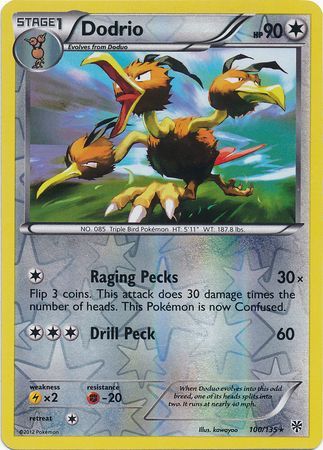 STAGE1
Dodrio
HP 90
Evolves from Doduo
NO. 085 Triple Bird Pokémon HT: 5'11" WT: 187.8 lbs.
Raging Pecks 30×
Flip 3 coins. This attack does 30 damage times
the number of heads. This Pokémon is now Confused.
Drill Peck 60
weakness
×2
resistance
-20
retreat
When Doduo evolves into this odd
breed, one of its heads splits into
two. It runs at nearly 40 mph.
©2012 Pokémon
Illus. kawayoo
100/135★